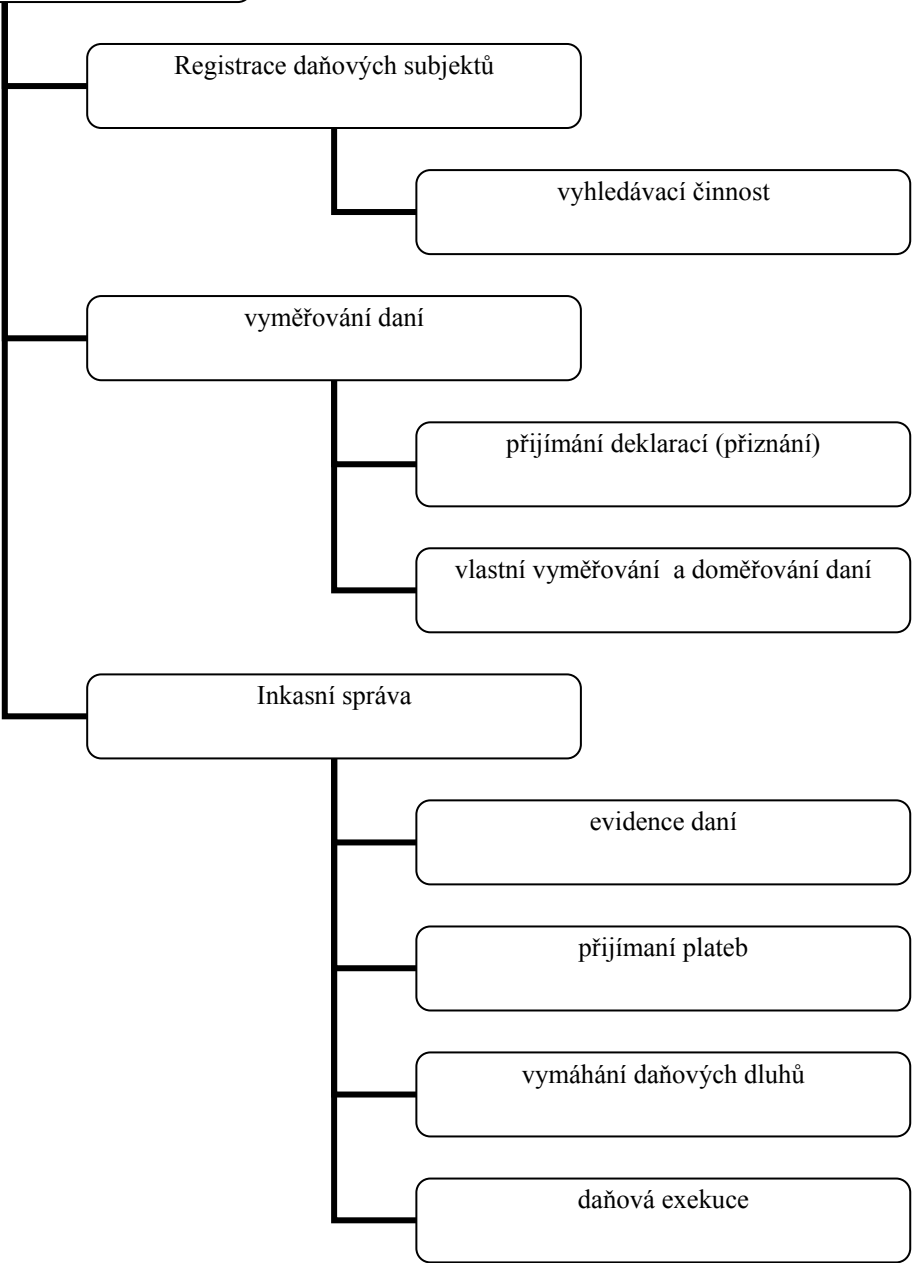 Registrace daňových subjektů
vyhledávací činnost
vyměřování daní
přijímání deklarací (přiznání)
vlastní vyměřování  a doměřování daní
Inkasní správa
evidence daní
přijímaní plateb
vymáhání daňových dluhů
daňová exekuce